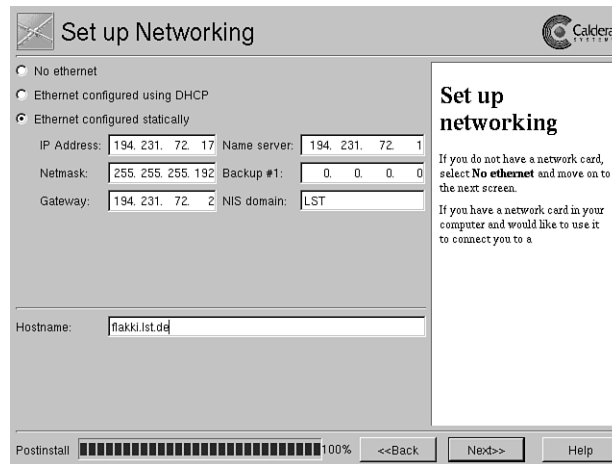 Set up Networking
Caldera
SYSTEMS
No ethernet
Ethernet configured using DHCP
Ethernet configured statically
IP Address: 194. 231. 72. 17 Name server: 194. 231. 72. 1
Netmask: 255. 255. 255. 192 Backup #1: 0. 0. 0. 0
Gateway: 194. 231. 72. 2 NIS domain: LST
Hostname: flakki.lst.de
Set up
networking
If you do not have a network card,
select No ethernet and move on to
the next screen.
If you have a network card in your
computer and would like to use it
to connect you to a
Postinstall 100% <<Back Next>> Help